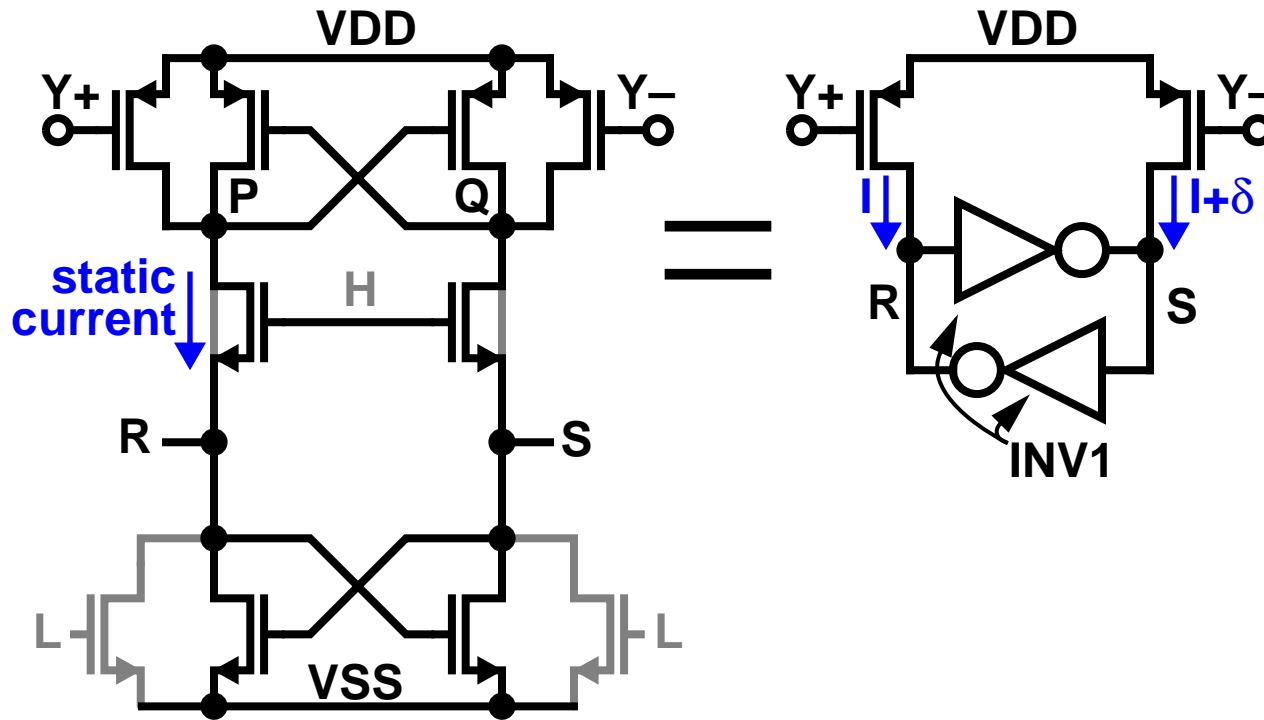 VDD
Y+
Y–
P
Q
static
current
H
R
S
L
L
VSS
VDD
Y+
Y–
I
I+δ
R
S
INV1